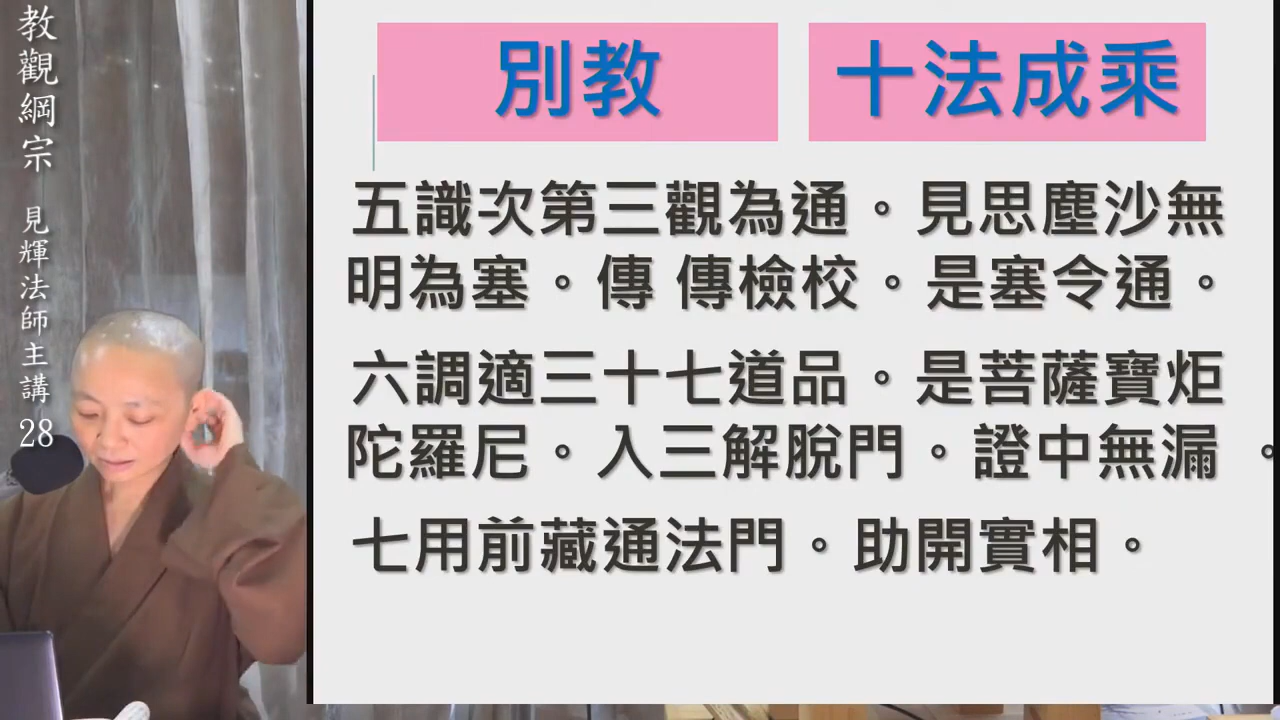 教觀綱宗 見輝法師主講 28
別教 十法成乘
五識次第三觀為通。見思塵沙無
明為塞。傳 傳檢校。是塞令通。
六調適三十七道品。是菩薩寶炬
陀羅尼。入三解脫門。證中無漏 。
七用前藏通法門。助開實相。